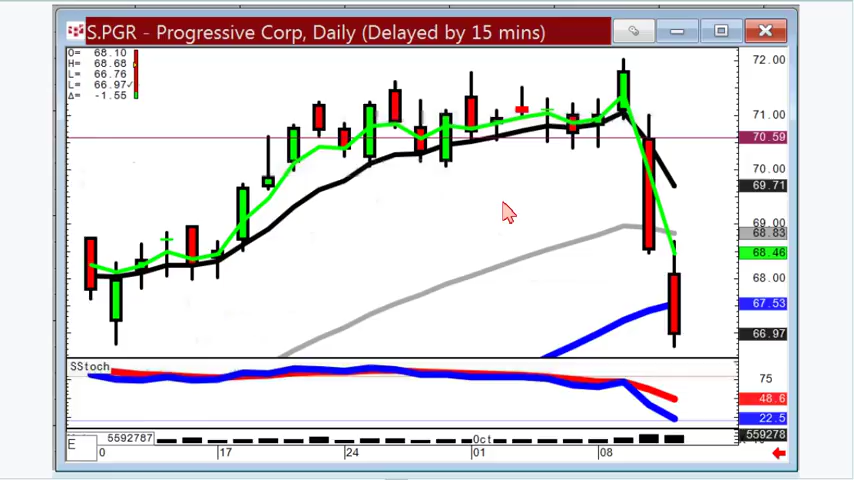 S.PGR - Progressive Corp, Daily (Delayed by 15 mins)
O= 68.10
H= 68.68
L= 66.76
L= 66.97✓
Δ= -1.55
72.00
71.00
70.59
70.00
69.71
69.00
68.83
68.46
68.00
67.53
66.97
SStoch
75
48.6
22.5
5592787
559278
Oct
E
0
17
24
01
08